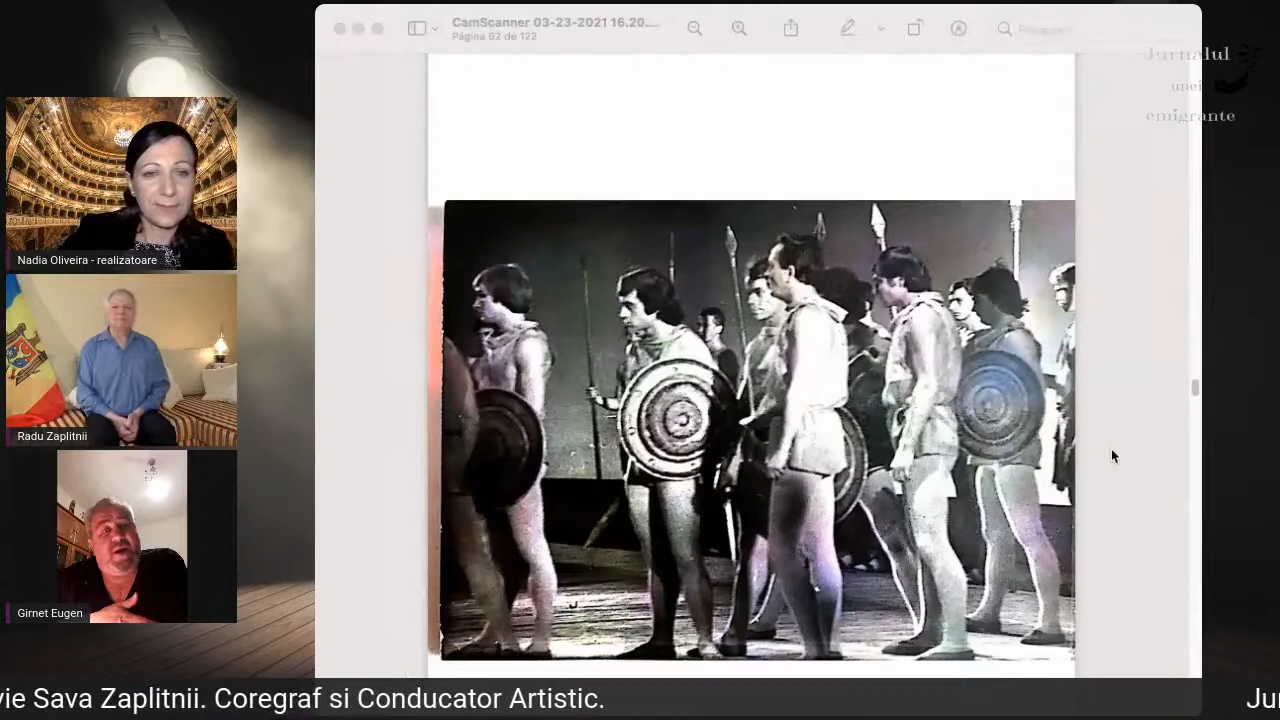 CamScanner 03-23-2021 16.20....
Página 62 de 122
Jurnalul
unei
emigrante
Nadia Oliveira - realizatoare
Radu Zaplitnii
Girnet Eugen
vie Sava Zaplitnii. Coregraf si Conducator Artistic.
Jur